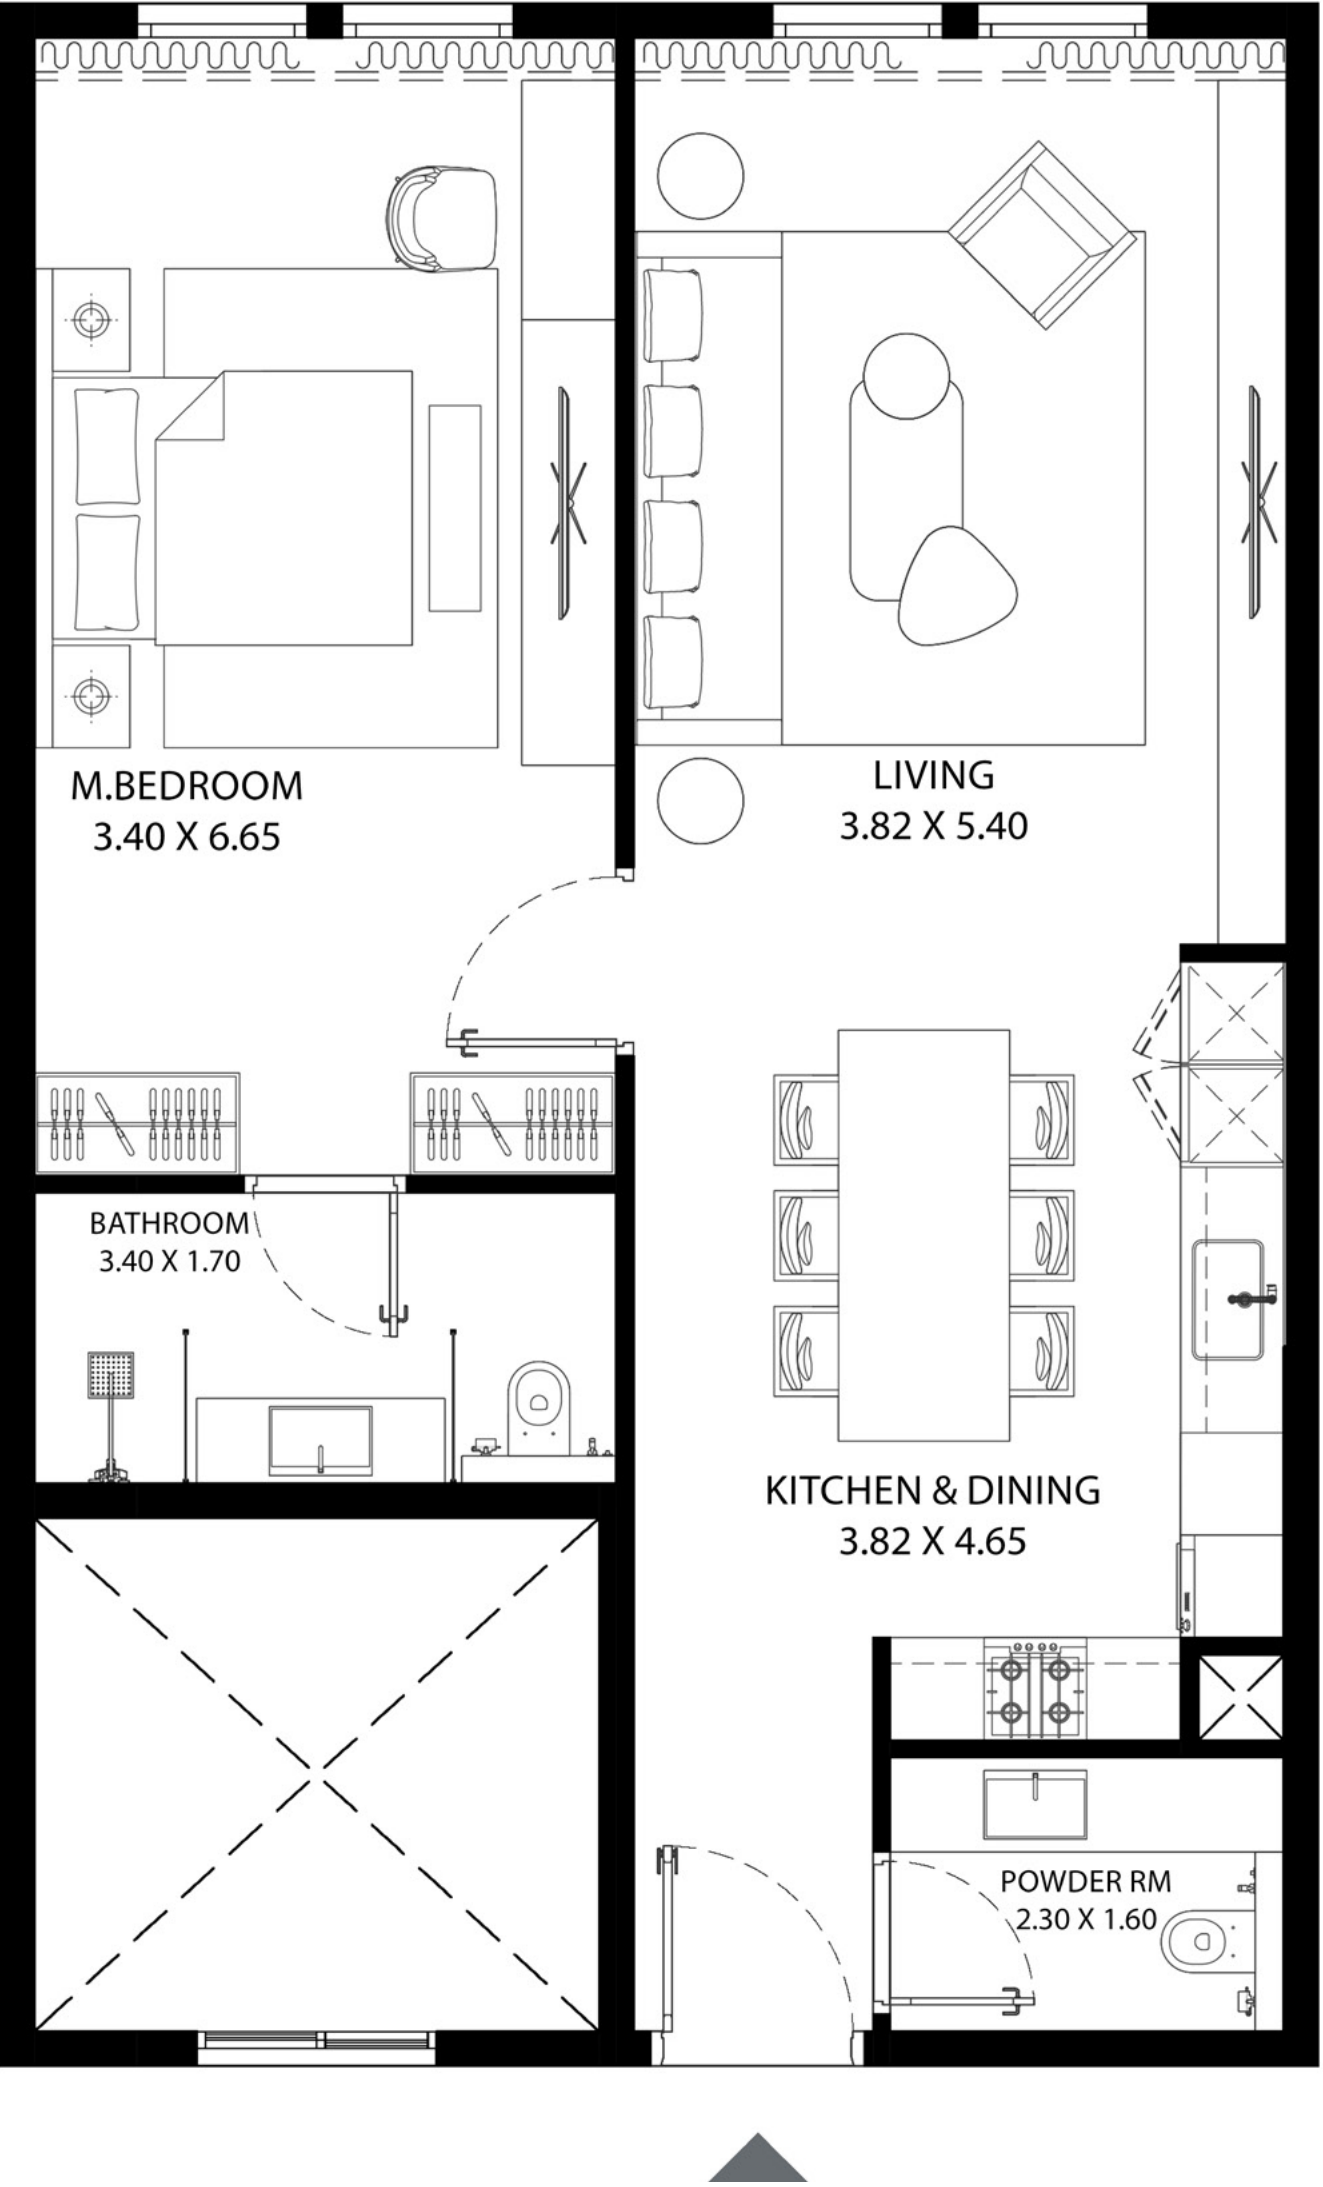 M.BEDROOM
3.40 X 6.65
LIVING
3.82 X 5.40
BATHROOM
3.40 X 1.70
KITCHEN & DINING
3.82 X 4.65
POWDER RM
2.30 X 1.60